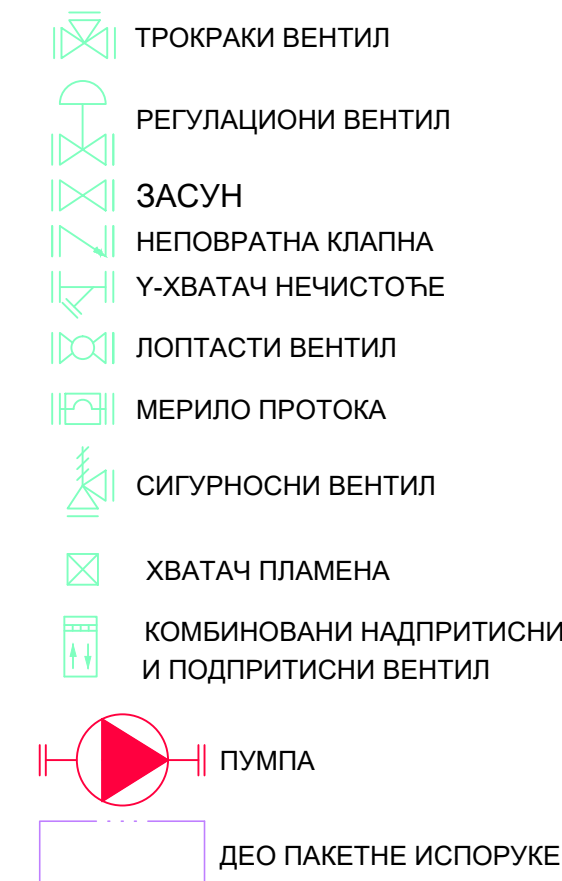 ТРОКРАКИ ВЕНТИЛ
РЕГУЛАЦИОНИ ВЕНТИЛ
ЗАСУН
НЕПОВРАТНА КЛАПНА
Y-ХВАТАЧ НЕЧИСТОЋЕ
ЛОПТАСТИ ВЕНТИЛ
МЕРИЛО ПРОТОКА
СИГУРНОСНИ ВЕНТИЛ
ХВАТАЧ ПЛАМЕНА
КОМБИНОВАНИ НАДПРИТИСНИ
И ПОДПРИТИСНИ ВЕНТИЛ
ПУМПА
ДЕО ПАКЕТНЕ ИСПОРУКЕ